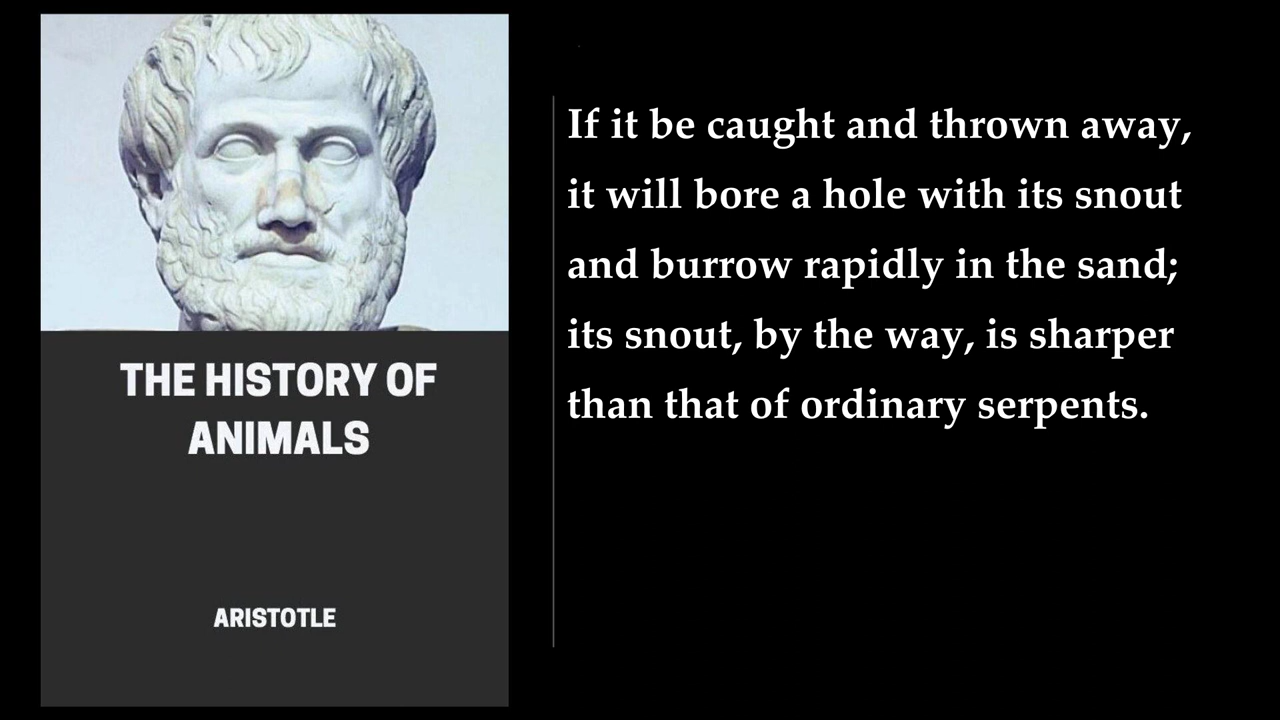 THE HISTORY OF
ANIMALS
ARISTOTLE
If it be caught and thrown away,
it will bore a hole with its snout
and burrow rapidly in the sand;
its snout, by the way, is sharper
than that of ordinary serpents.